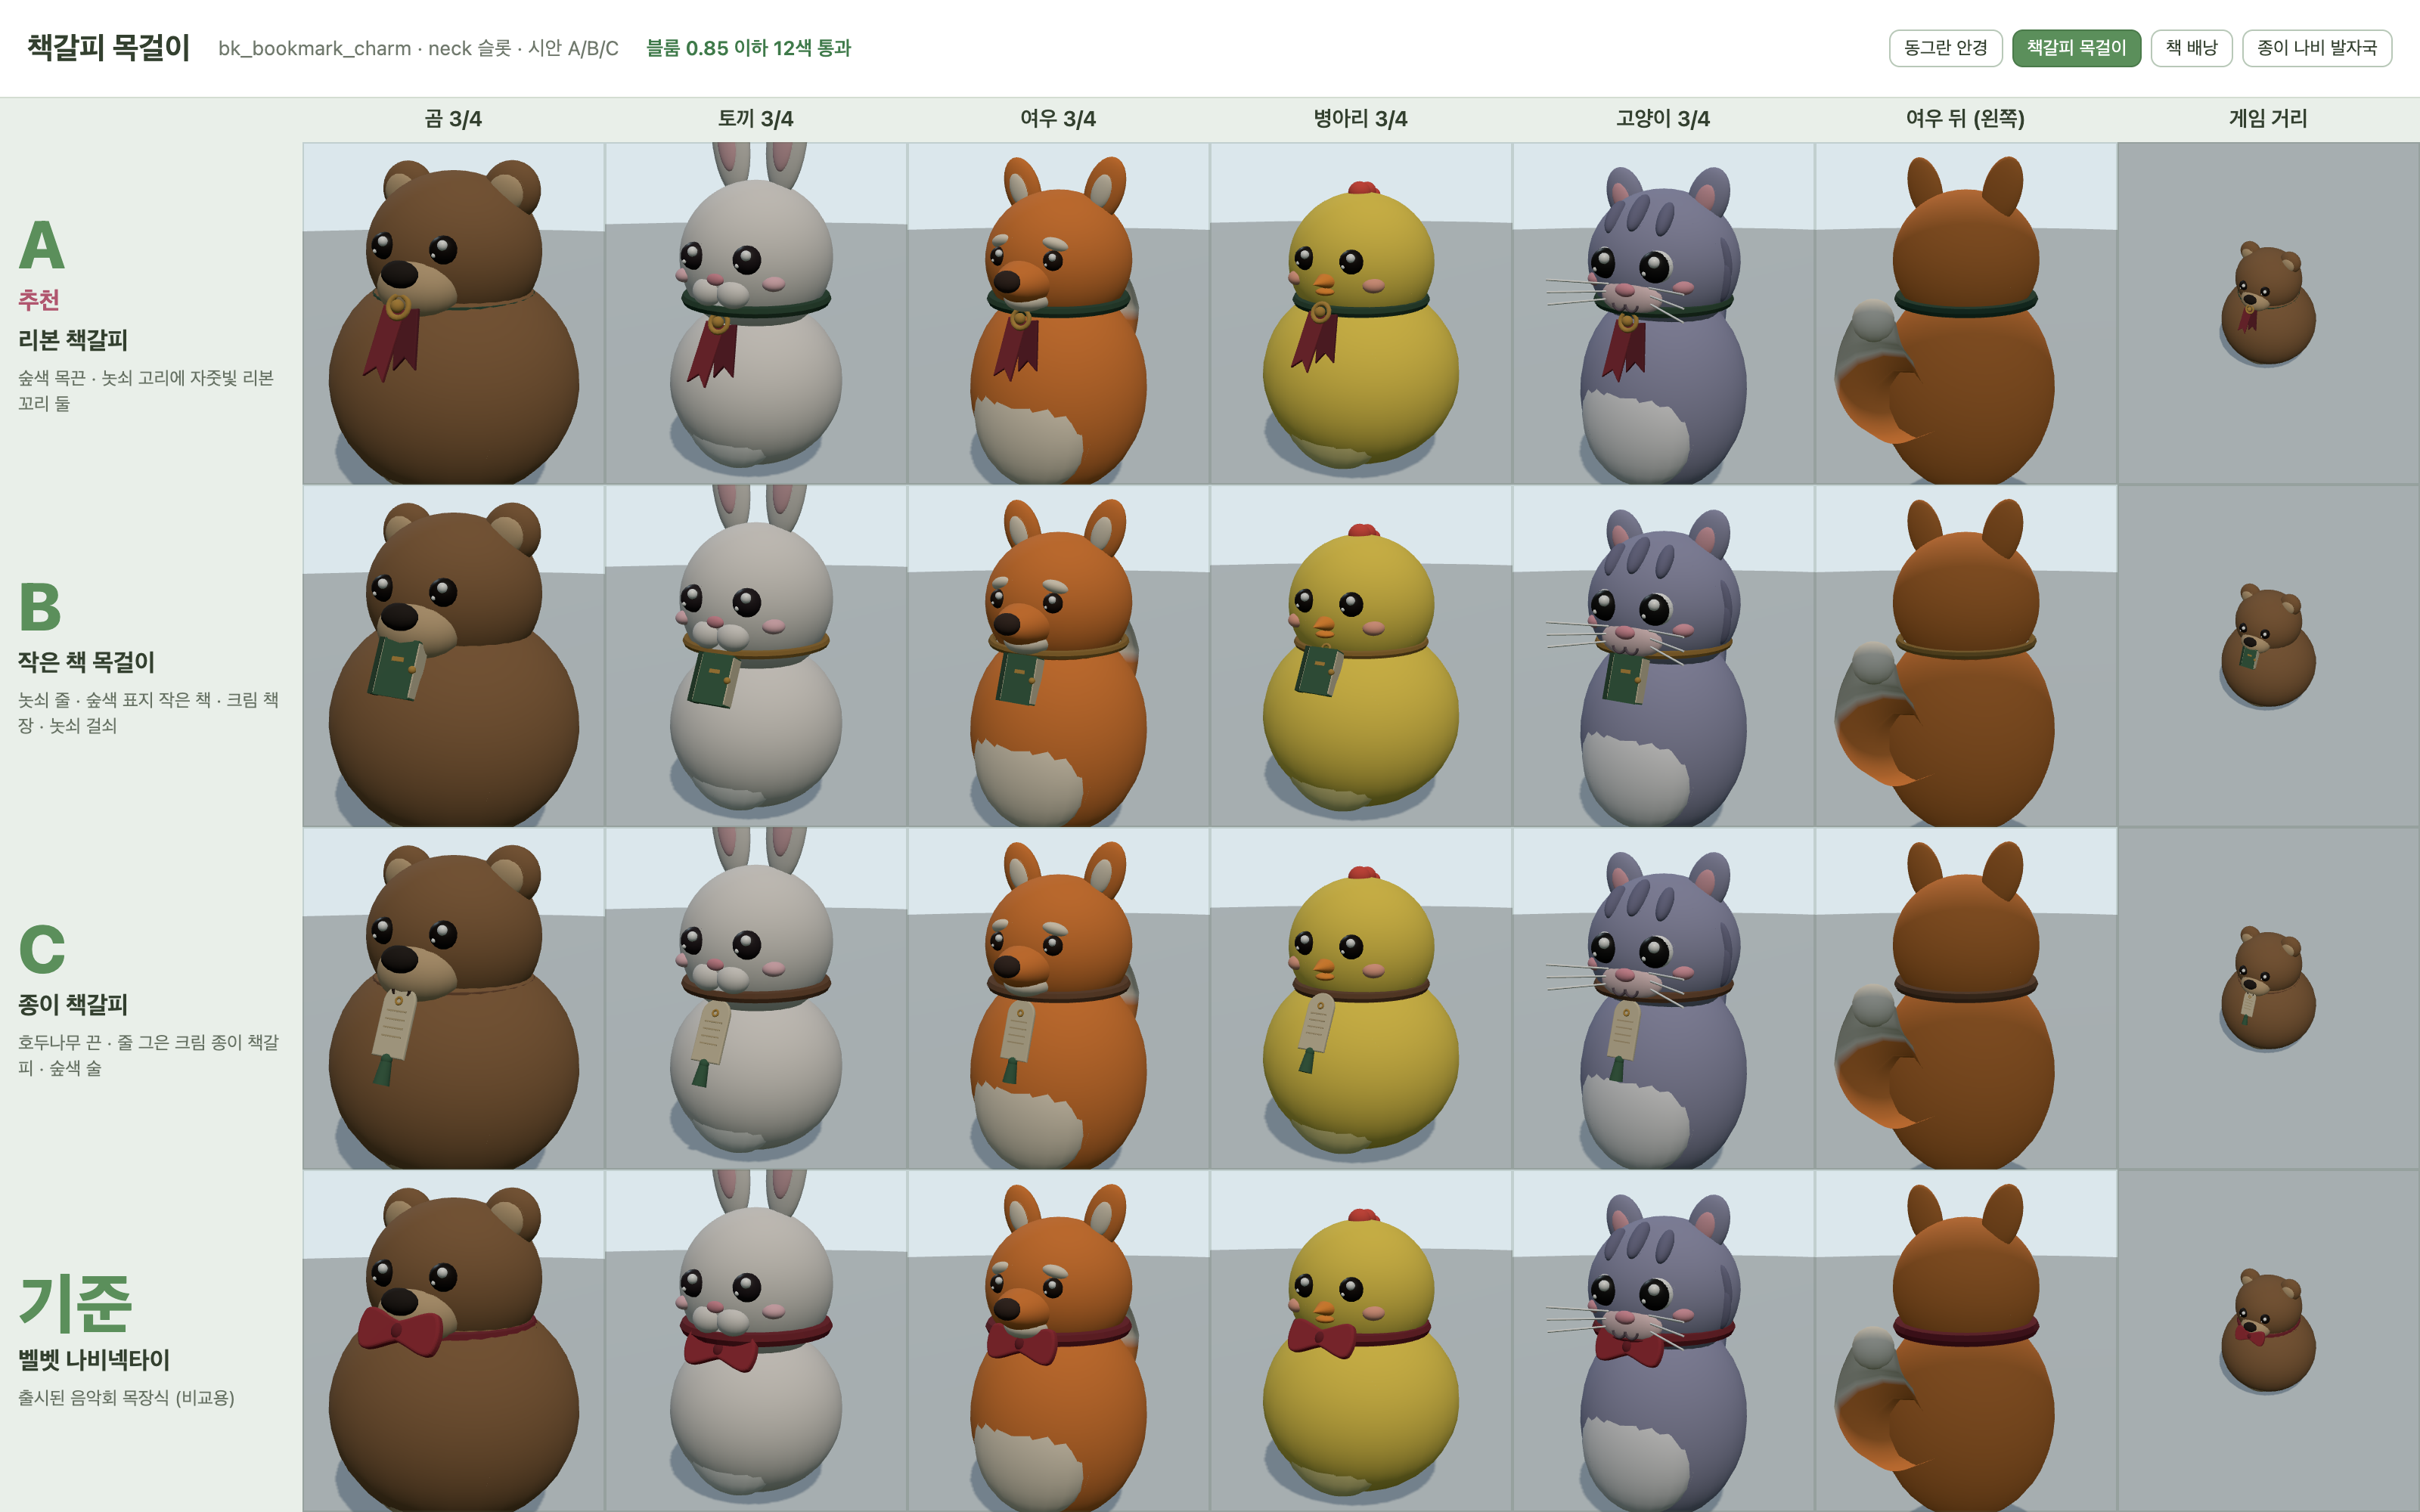 책갈피 목걸이
bk_bookmark_charm · neck 슬롯 · 시안 A/B/C
블룸 0.85 이하 12색 통과
동그란 안경
책갈피 목걸이
책 배낭
종이 나비 발자국
곰 3/4
토끼 3/4
여우 3/4
병아리 3/4
고양이 3/4
여우 뒤 (왼쪽)
게임 거리
A
추천
리본 책갈피
숲색 목끈 · 놋쇠 고리에 자줏빛 리본
꼬리 둘
B
작은 책 목걸이
놋쇠 줄 · 숲색 표지 작은 책 · 크림 책
장 · 놋쇠 걸쇠
C
종이 책갈피
호두나무 끈 · 줄 그은 크림 종이 책갈
피 · 숲색 술
기준
벨벳 나비넥타이
출시된 음악회 목장식 (비교용)